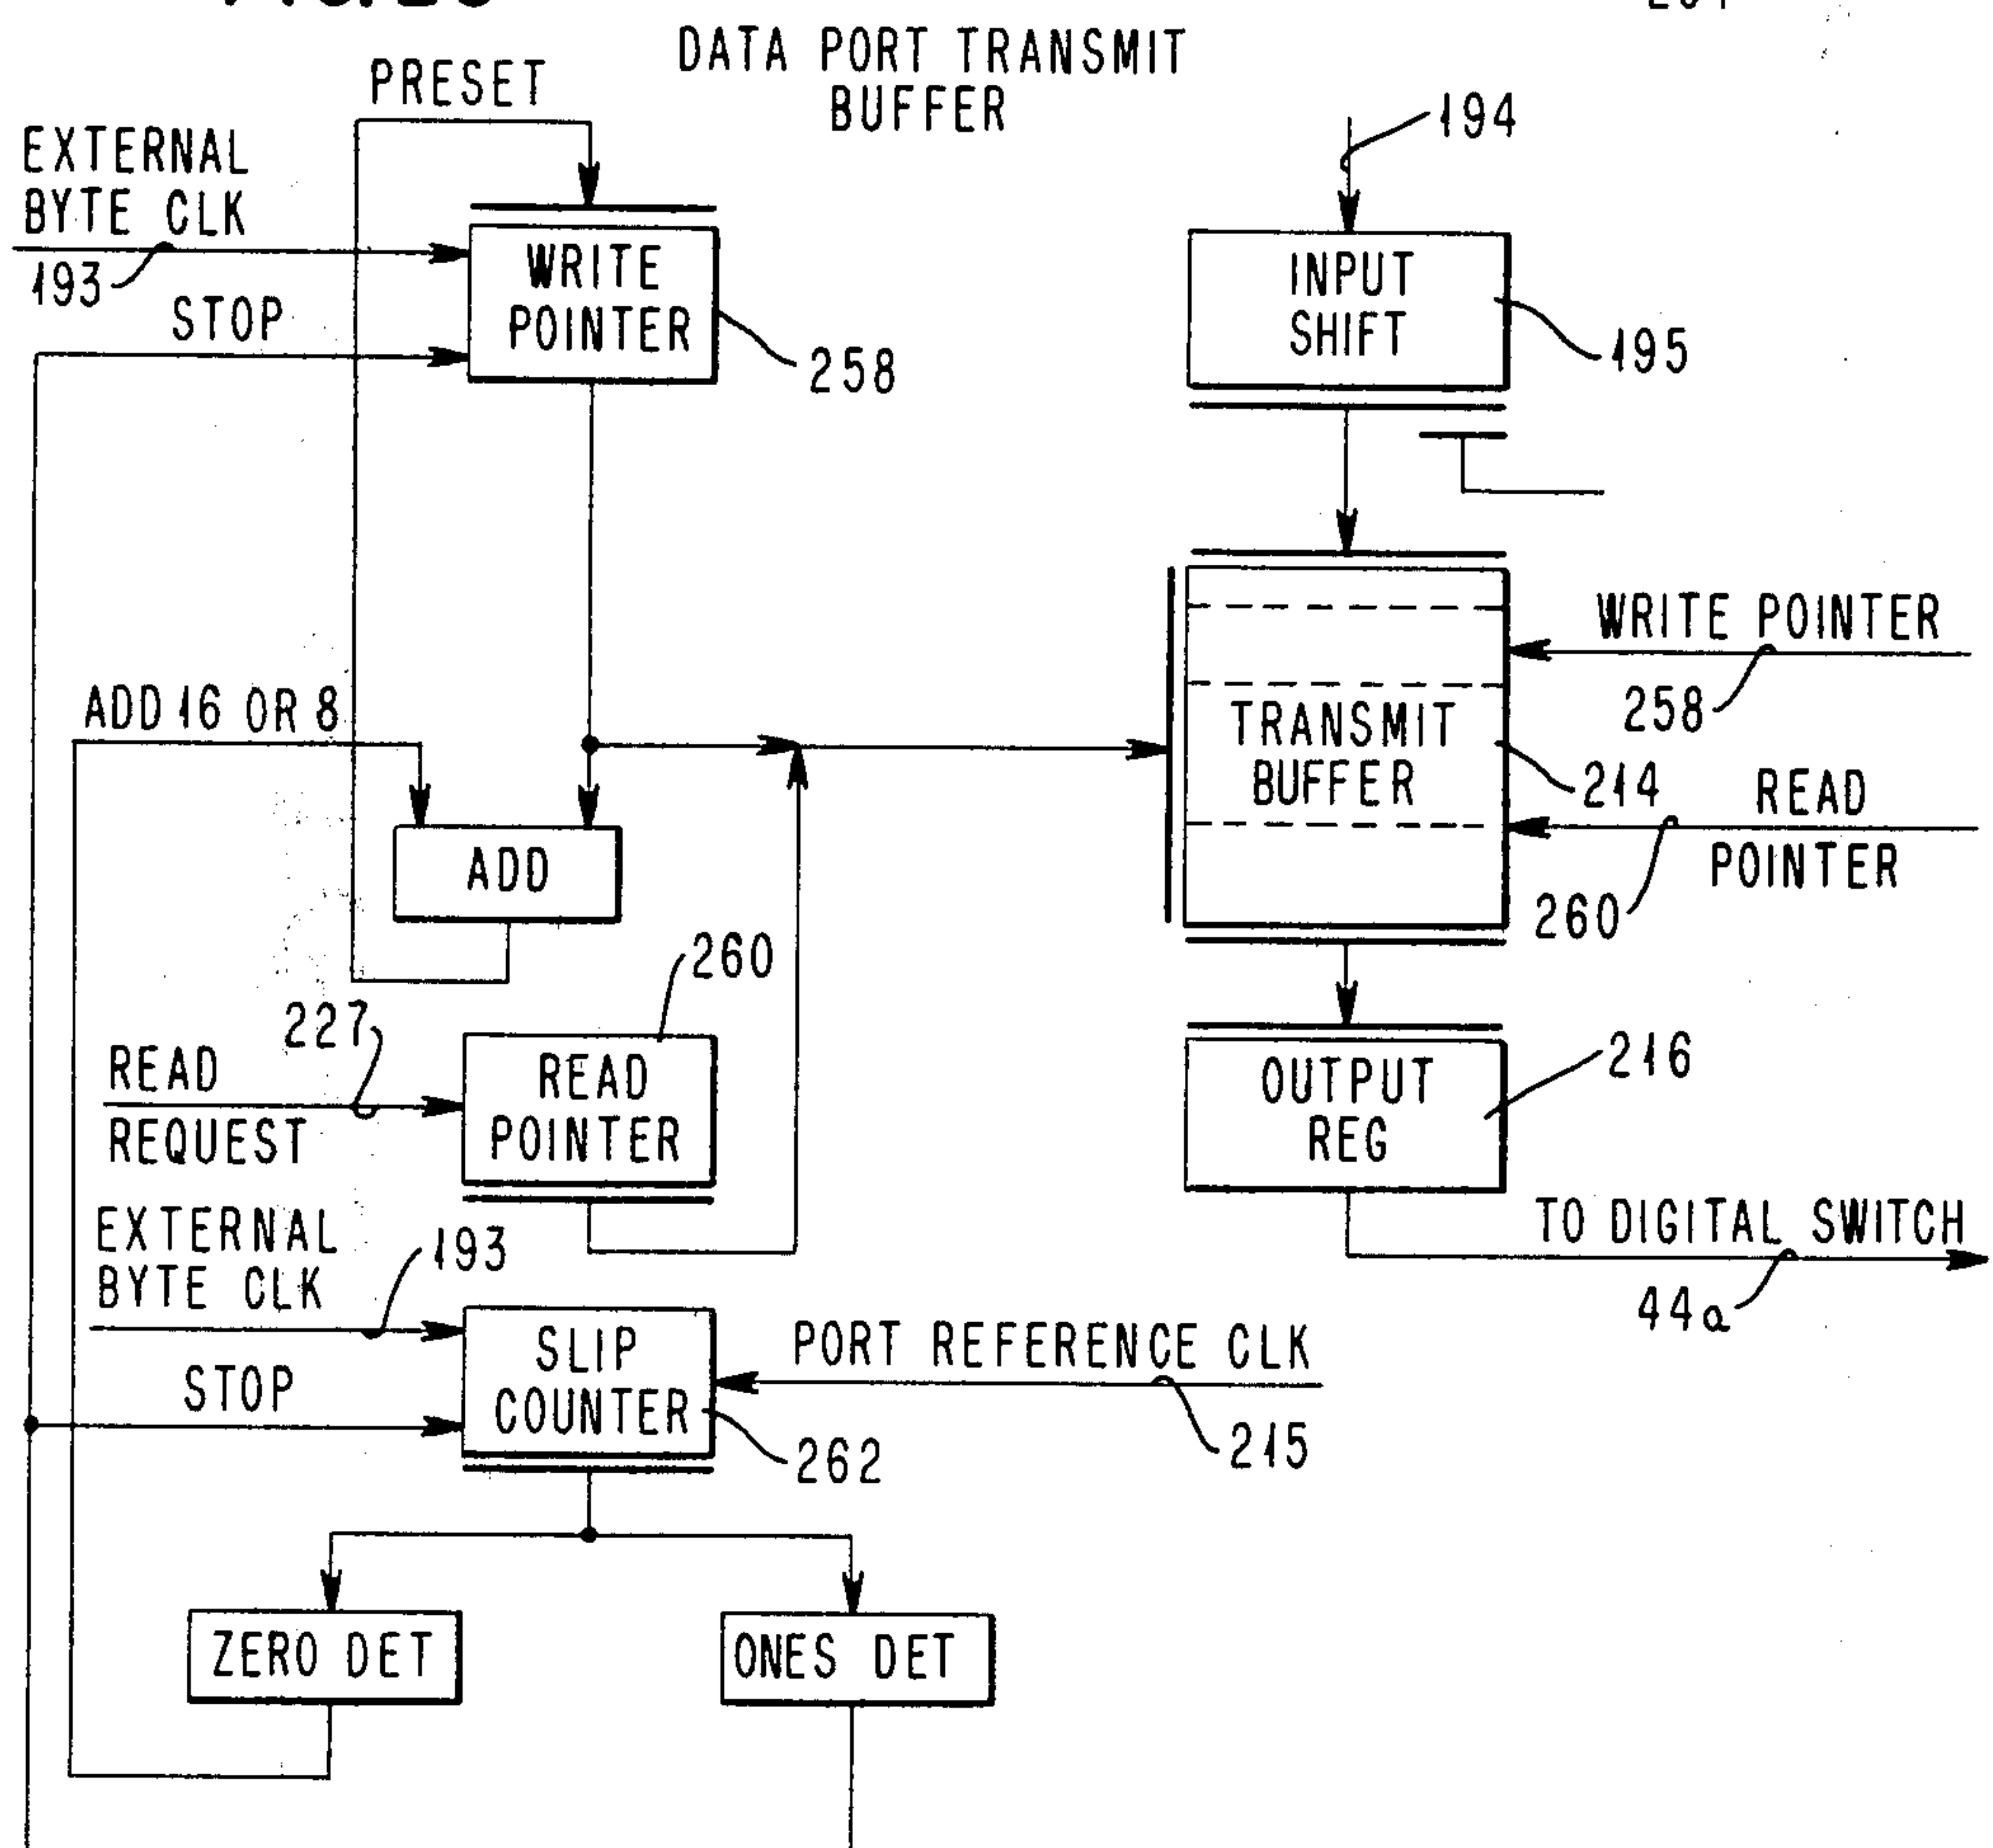 DATA PORT TRANSMIT
BUFFER
PRESET
EXTERNAL
BYTE CLK
193
STOP
WRITE
POINTER
258
194
INPUT
SHIFT
195
ADD 16 OR 8
ADD
WRITE POINTER
258
TRANSMIT
BUFFER
214
READ
POINTER
260
260
227
READ
REQUEST
READ
POINTER
OUTPUT
REG
216
TO DIGITAL SWITCH
44a
EXTERNAL
BYTE CLK
193
STOP
SLIP
COUNTER
262
PORT REFERENCE CLK
215
ZERO DET
ONES DET